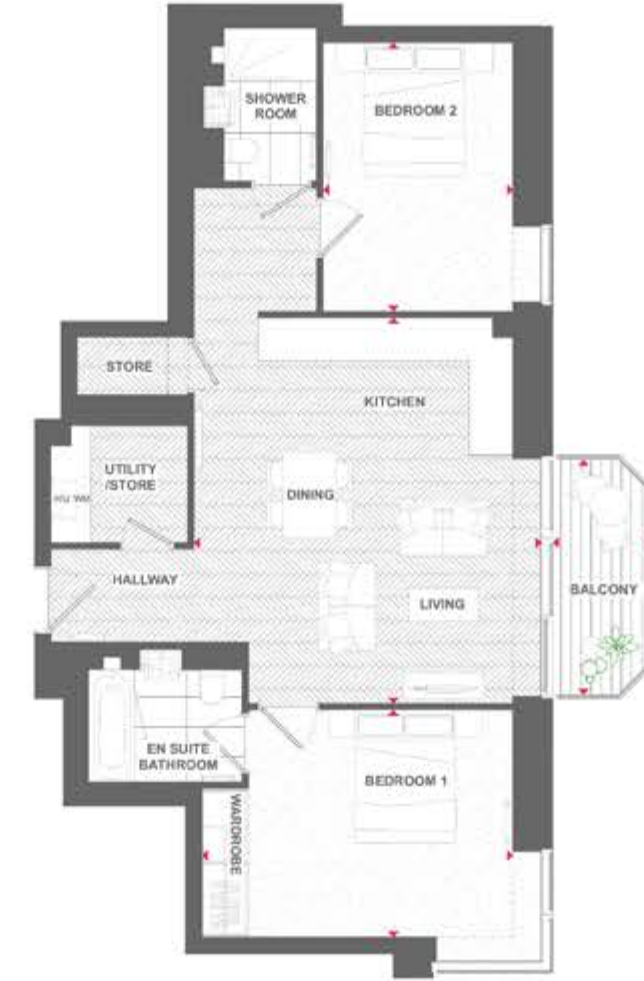 SHOWER
ROOM
BEDROOM 2
STORE
KITCHEN
UTILITY
/STORE
DINING
HALLWAY
LIVING
BALCONY
EN SUITE
BATHROOM
BEDROOM 1
WARDROBE